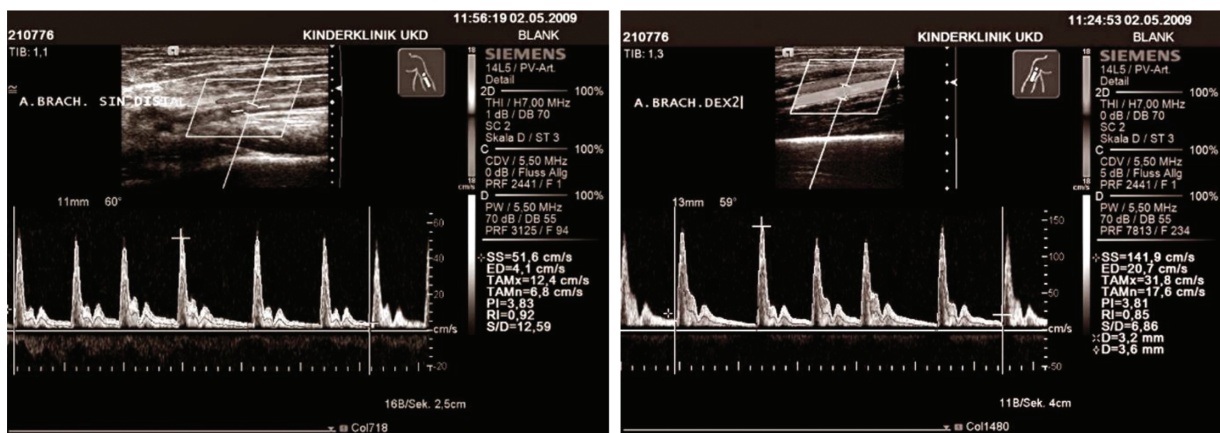 11:56:19 02.05.2009
210776 KINDERKLINIK UKD BLANK
TIB: 1,1
SIEMENS
14L5 / PV-Art.
Detail
2D 100%
THI / H7,00 MHz
1 dB / DB 70
SC 2
Skala D / ST 3
C 100%
CDV / 5,50 MHz
0 dB / Fluss Allg
PRF 2441 / F 1
D 100%
PW / 5,50 MHz
70 dB / DB 55
PRF 3125 / F 94
A.BRACH. SIN DISTAL
18
18
cm/s
11mm 60°
60
40
20
cm/s
-20
SS=51,6 cm/s
ED=4,1 cm/s
TAMx=12,4 cm/s
TAMn=6,8 cm/s
PI=3,83
RI=0,92
S/D=12,59
16B/Sek. 2,5cm
Col718
11:24:53 02.05.2009
210776 KINDERKLINIK UKD BLANK
TIB: 1,3
SIEMENS
14L5 / PV-Art.
Detail
2D 100%
THI / H7,00 MHz
0 dB / DB 70
SC 2
Skala D / ST 3
C 100%
CDV / 5,50 MHz
5 dB / Fluss Allg
PRF 2441 / F 1
D 100%
PW / 5,50 MHz
70 dB / DB 55
PRF 7813 / F 234
A.BRACH.DEX2
18
18
cm/s
13mm 59°
150
100
50
cm/s
-50
SS=141,9 cm/s
ED=20,7 cm/s
TAMx=31,8 cm/s
TAMn=17,6 cm/s
PI=3,81
RI=0,85
S/D=6,86
D=3,2 mm
D=3,6 mm
11B/Sek. 4cm
Col1480